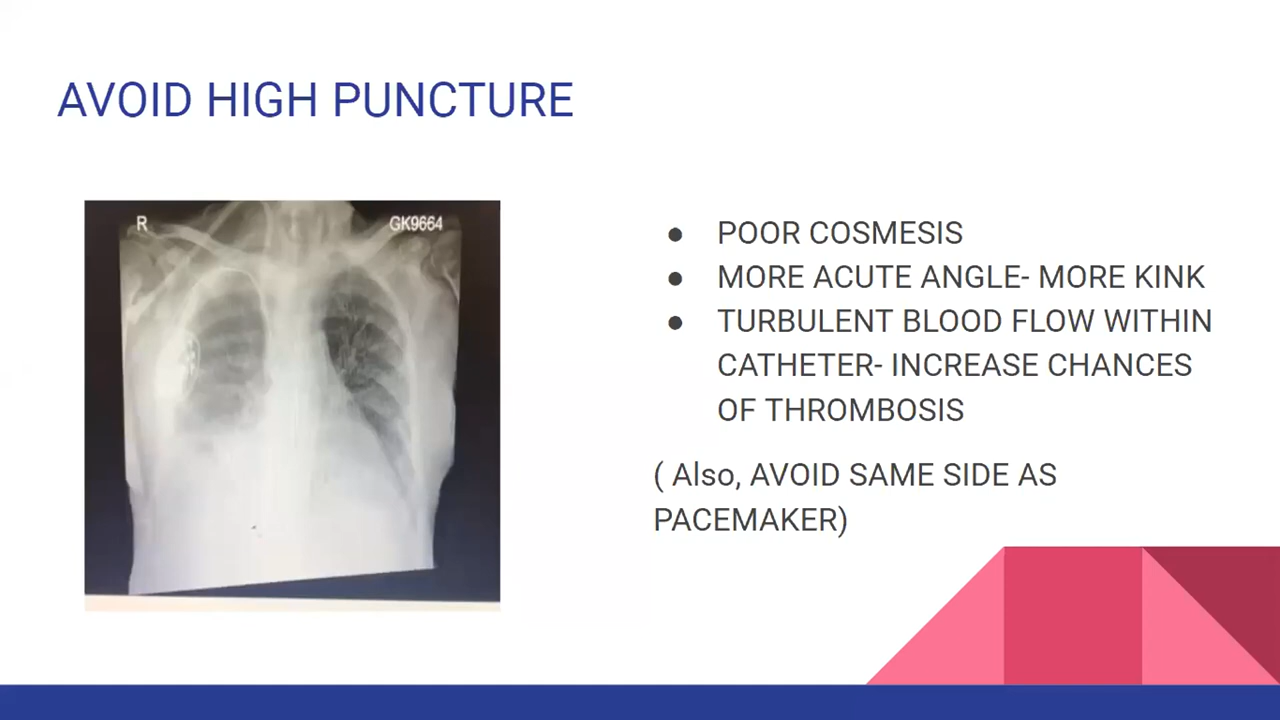 AVOID HIGH PUNCTURE
R
GK9664
● POOR COSMESIS
● MORE ACUTE ANGLE- MORE KINK
● TURBULENT BLOOD FLOW WITHIN
CATHETER- INCREASE CHANCES
OF THROMBOSIS
( Also, AVOID SAME SIDE AS
PACEMAKER)